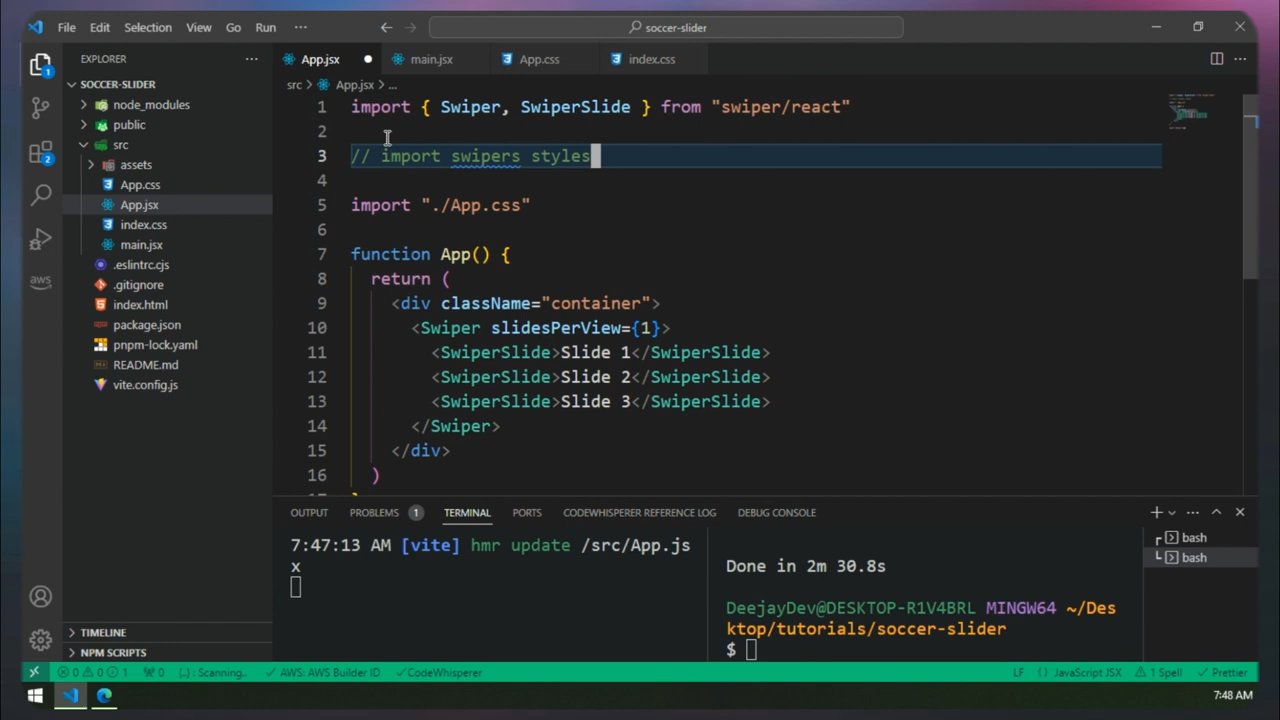 File Edit Selection View Go Run ··· soccer-slider
EXPLORER ···
SOCCER-SLIDER
node_modules
public
src
assets
App.css
App.jsx
index.css
main.jsx
.eslintrc.cjs
.gitignore
index.html
package.json
pnpm-lock.yaml
README.md
vite.config.js
TIMELINE
NPM SCRIPTS
1
2
aws
App.jsx main.jsx App.css index.css
src > App.jsx > ...
1 import { Swiper, SwiperSlide } from "swiper/react"
2
3 // import swipers styles
4
5 import "./App.css"
6
7 function App() {
8 return (
9 <div className="container">
10 <Swiper slidesPerView={1}>
11 <SwiperSlide>Slide 1</SwiperSlide>
12 <SwiperSlide>Slide 2</SwiperSlide>
13 <SwiperSlide>Slide 3</SwiperSlide>
14 </Swiper>
15 </div>
16 )
OUTPUT PROBLEMS 1 TERMINAL PORTS CODEWHISPERER REFERENCE LOG DEBUG CONSOLE
7:47:13 AM [vite] hmr update /src/App.js
x
Done in 2m 30.8s
DeejayDev@DESKTOP-R1V4BRL MINGW64 ~/Des
ktop/tutorials/soccer-slider
$
bash
bash
0 0 1 0 {..} : Scanning.. AWS: AWS Builder ID CodeWhisperer LF {} JavaScript JSX 1 Spell Prettier
7:48 AM